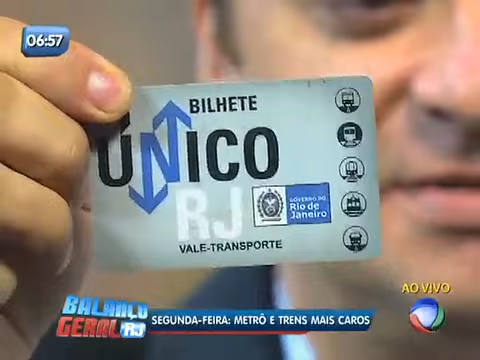 06:57
BILHETE
ÚNICO
RJ
GOVERNO DO
Rio de
Janeiro
VALE-TRANSPORTE
AO VIVO
BALANÇO
GERAL RJ
SEGUNDA-FEIRA: METRÔ E TRENS MAIS CAROS